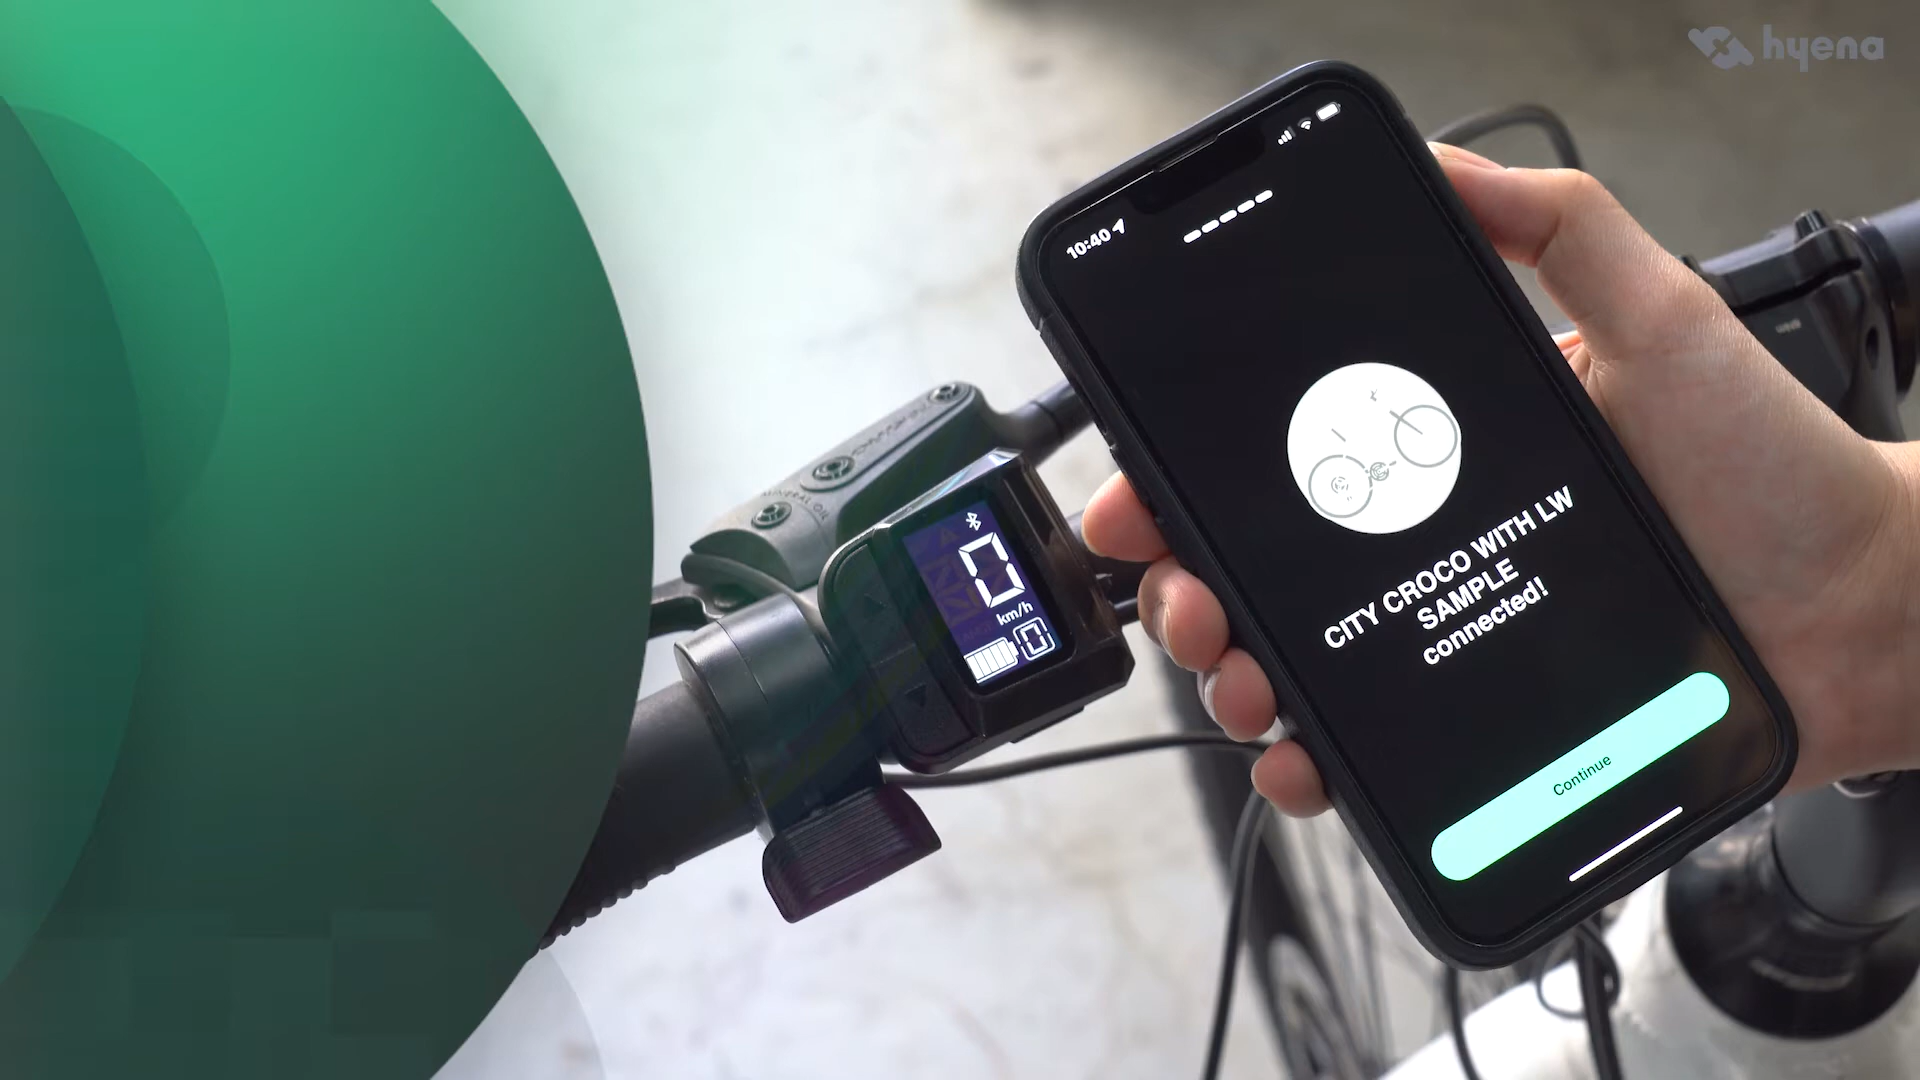 hyena
10:40
CITY CROCO WITH LW
SAMPLE
connected!
Continue
MINERAL OIL
0
km/h
0